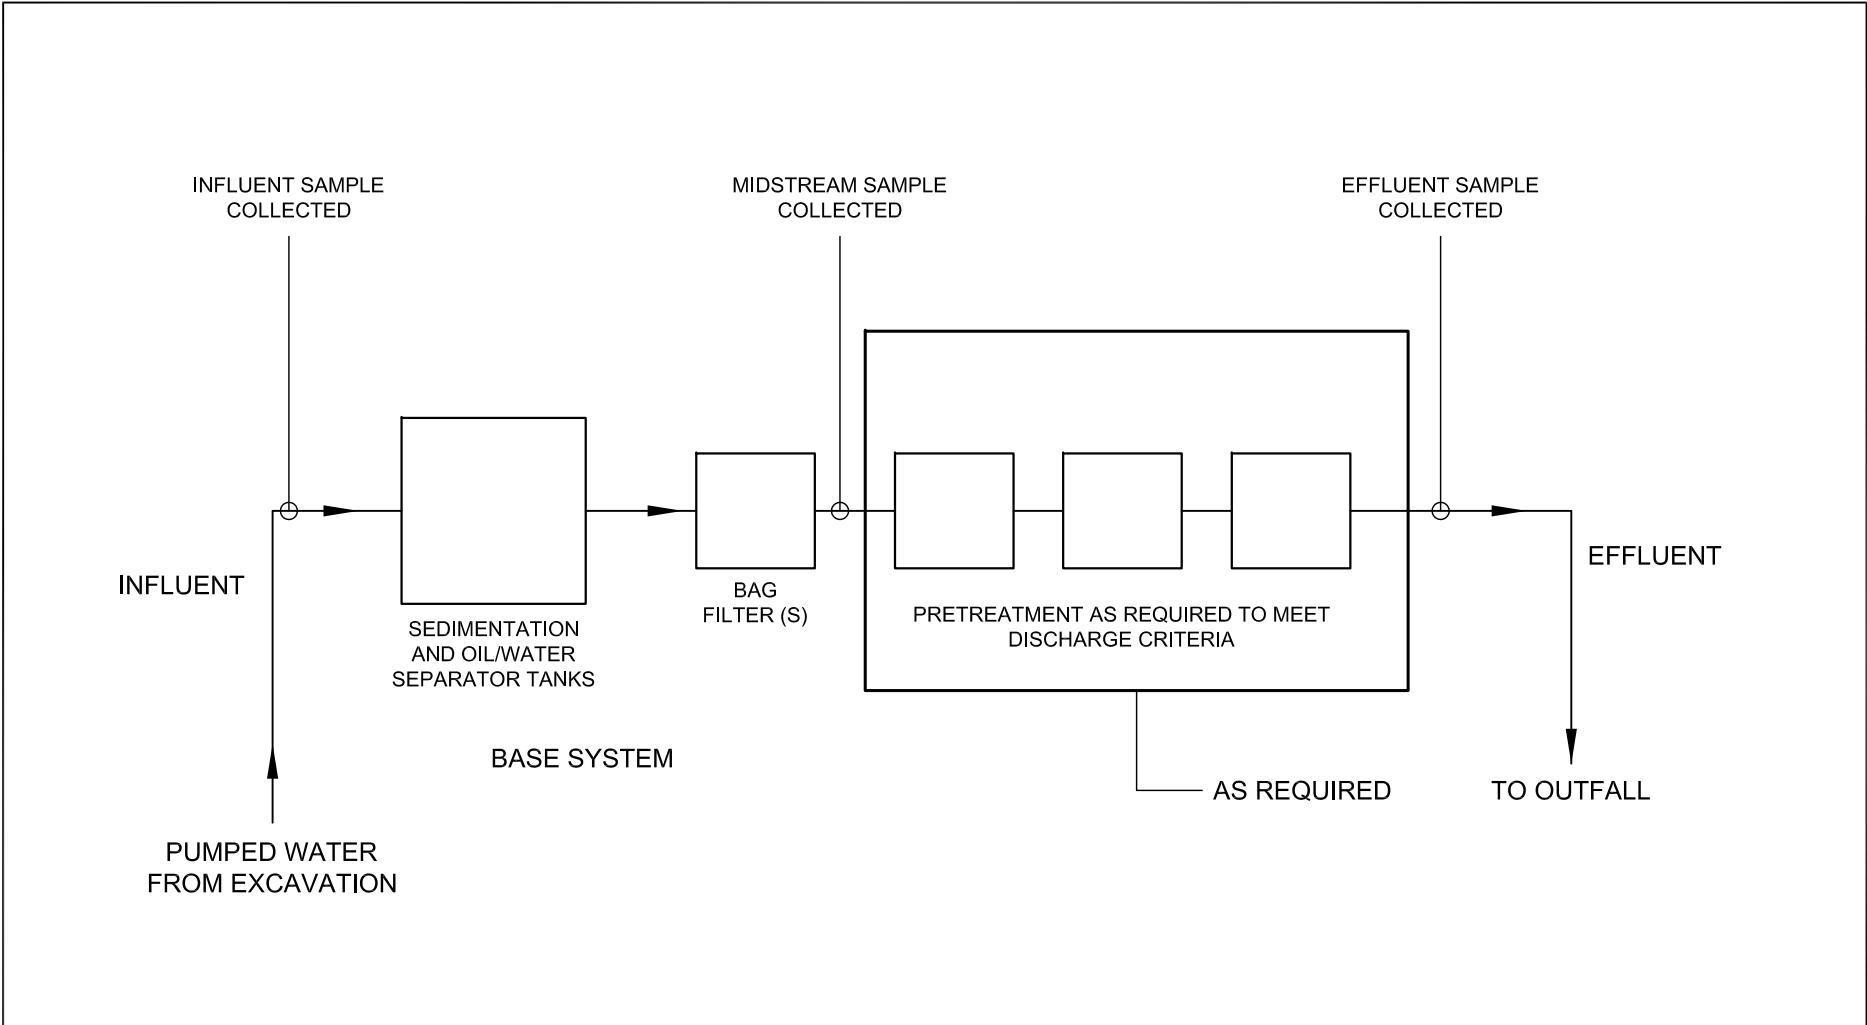 INFLUENT SAMPLE
COLLECTED
MIDSTREAM SAMPLE
COLLECTED
EFFLUENT SAMPLE
COLLECTED
INFLUENT
SEDIMENTATION
AND OIL/WATER
SEPARATOR TANKS
BAG
FILTER (S)
PRETREATMENT AS REQUIRED TO MEET
DISCHARGE CRITERIA
EFFLUENT
BASE SYSTEM
AS REQUIRED
TO OUTFALL
PUMPED WATER
FROM EXCAVATION